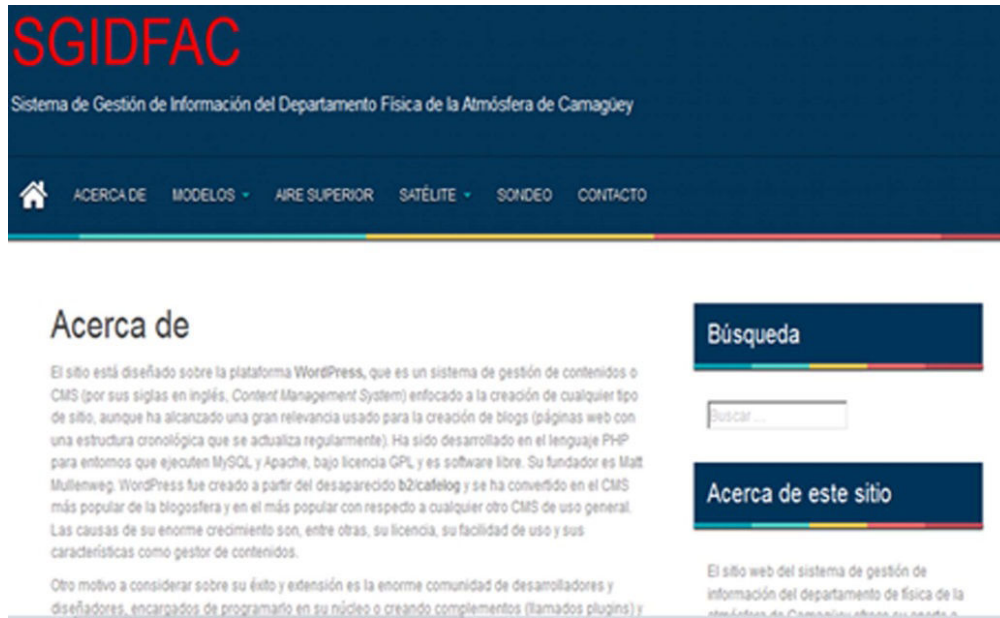 SGIDFAC
Sistema de Gestión de Información del Departamento Física de la Atmósfera de Camagüey
ACERCA DE MODELOS AIRE SUPERIOR SATÉLITE SONDEO CONTACTO
Acerca de
El sitio está diseñado sobre la plataforma WordPress, que es un sistema de gestión de contenidos o
CMS (por sus siglas en inglés, Content Management System) enfocado a la creación de cualquier tipo
de sitio, aunque ha alcanzado una gran relevancia usado para la creación de blogs (páginas web con
una estructura cronológica que se actualiza regularmente). Ha sido desarrollado en el lenguaje PHP
para entornos que ejecuten MySQL y Apache, bajo licencia GPL y es software libre. Su fundador es Matt
Mullenweg. WordPress fue creado a partir del desaparecido b2/cafelog y se ha convertido en el CMS
más popular de la blogosfera y en el más popular con respecto a cualquier otro CMS de uso general.
Las causas de su enorme crecimiento son, entre otras, su licencia, su facilidad de uso y sus
características como gestor de contenidos.
Otro motivo a considerar sobre su éxito y extensión es la enorme comunidad de desarrolladores y
diseñadores, encargados de programarlo en su núcleo o creando complementos (llamados plugins) y
Búsqueda
Buscar ...
Acerca de este sitio
El sitio web del sistema de gestión de
información del departamento de física de la
atmósfera de Camagüey ofrece su aporte a